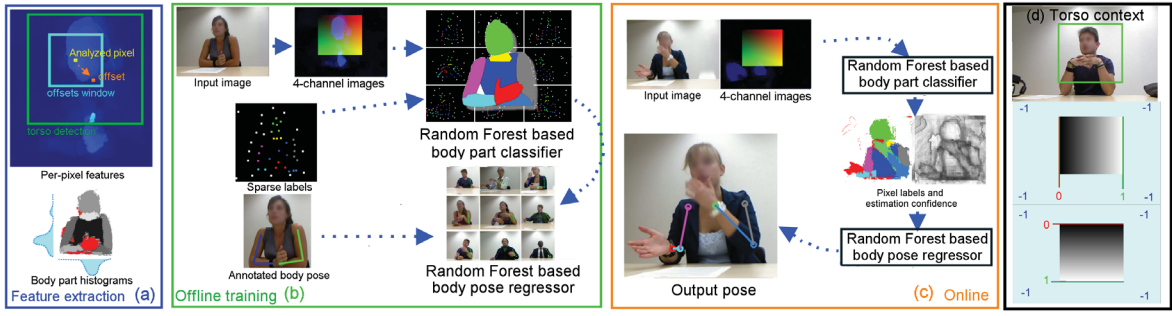 Analyzed pixel
offset
offsets window
torso detection
Per-pixel features
Body part histograms
Feature extraction (a)
Input image
4-channel images
Random Forest based
body part classifier
Sparse labels
Annotated body pose
Random Forest based
body pose regressor
Offline training (b)
Input image
4-channel images
Random Forest based
body part classifier
Pixel labels and
estimation confidence
Random Forest based
body pose regressor
Output pose
(c) Online
(d) Torso context
-1 -1
0 1
-1 -1
-1 -1
0
1
-1 -1